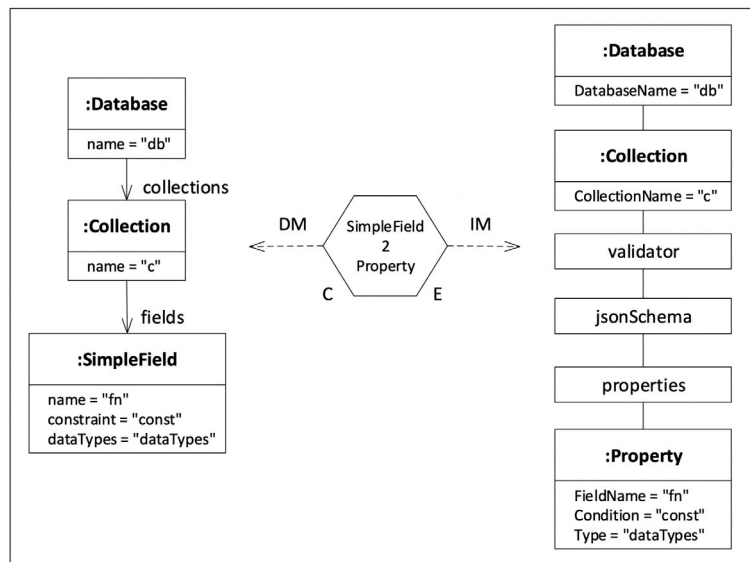 :Database
name = "db"
collections
:Collection
name = "c"
fields
:SimpleField
name = "fn"
constraint = "const"
dataTypes = "dataTypes"
DM
SimpleField
2
Property
IM
C
E
:Database
DatabaseName = "db"
:Collection
CollectionName = "c"
validator
jsonSchema
properties
:Property
FieldName = "fn"
Condition = "const"
Type = "dataTypes"